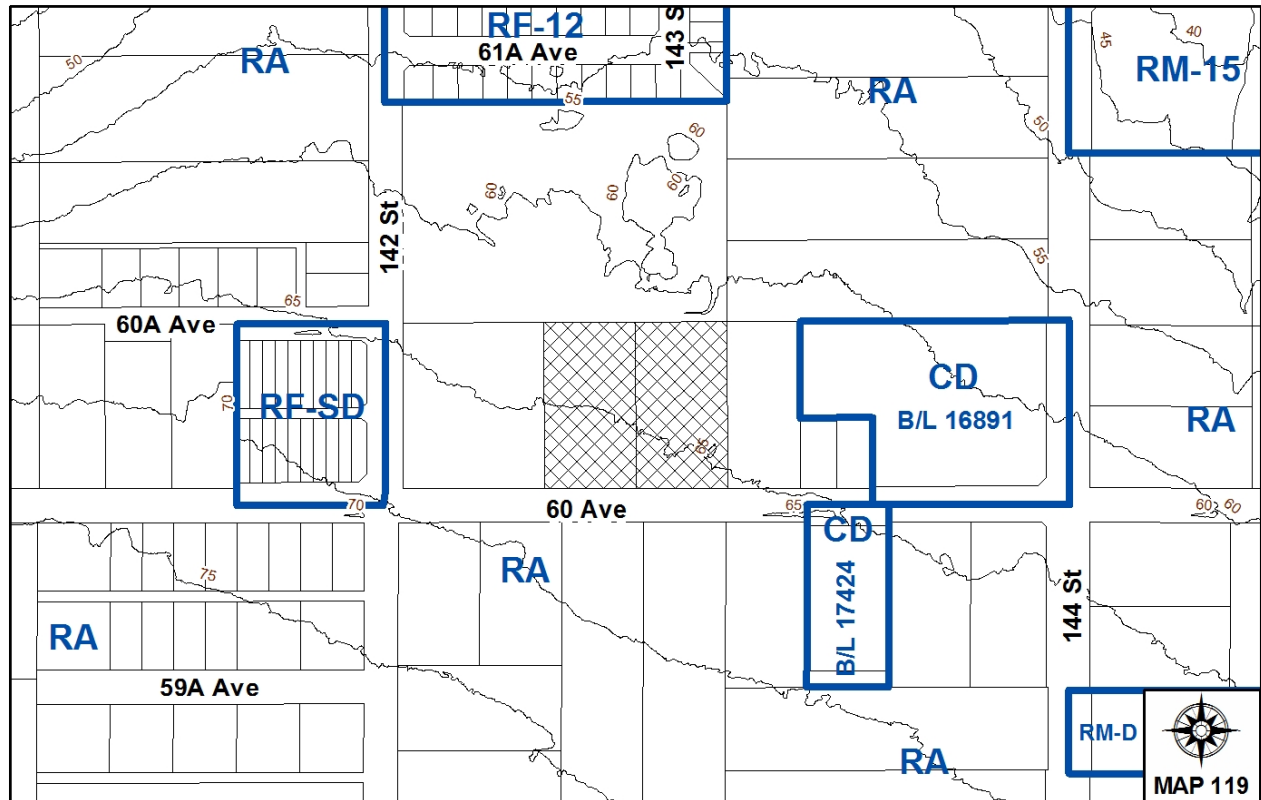 RF-12
143 S
40
45
61A Ave
RA
50
RM-15
RA
55
50
60
60
60
60
142 St
55
65
60A Ave
CD
70
RF-SD
B/L 16891
RA
65
70
60 Ave
65
60
60
CD
RA
75
B/L 17424
144 St
RA
59A Ave
RM-D
RA
MAP 119